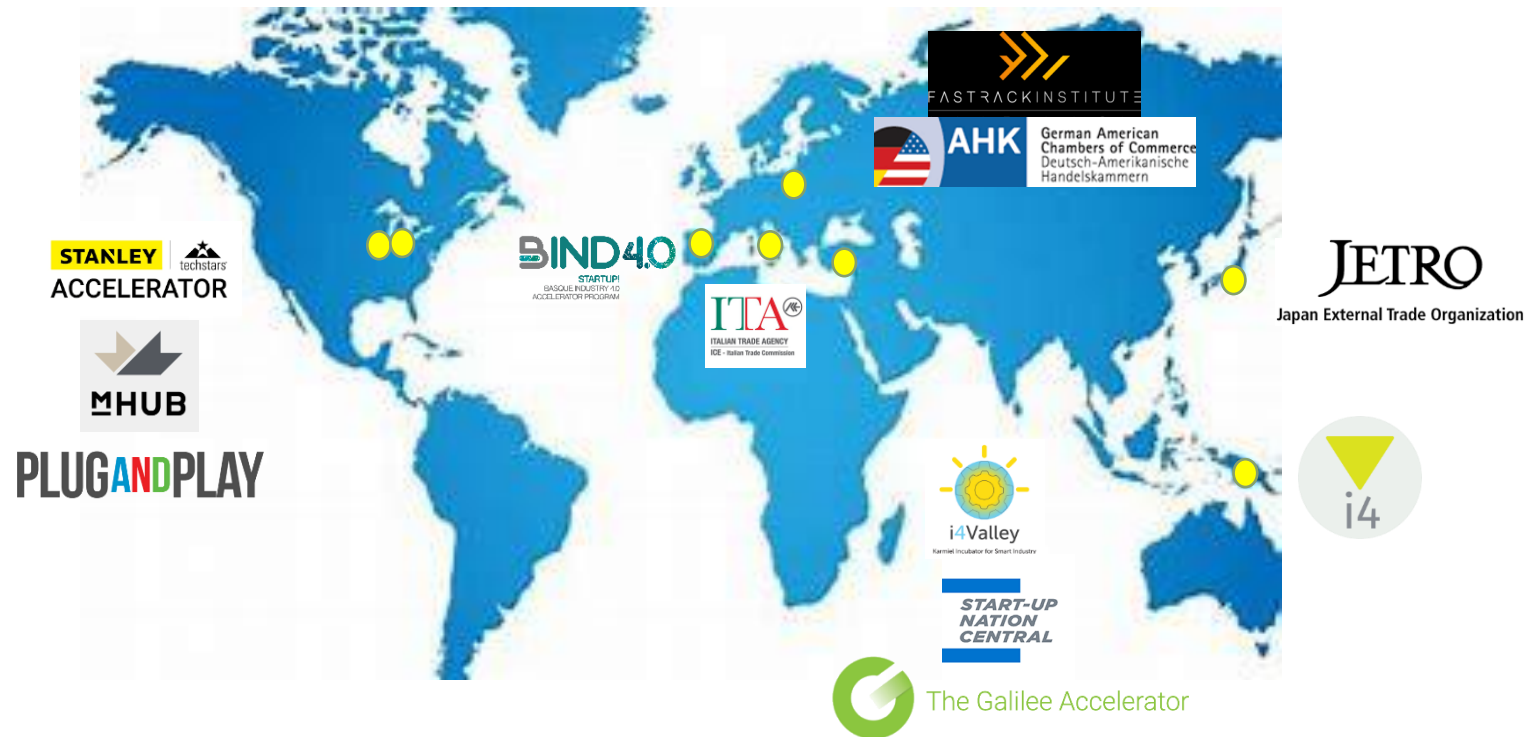 FASTRACKINSTITUTE
AHK
German American
Chambers of Commerce
Deutsch-Amerikanische
Handelskammern
STANLEY
techstars
ACCELERATOR
BIND 4.0
STARTUP!
BASQUE INDUSTRY 4.0
ACCELERATOR PROGRAM
JETRO
Japan External Trade Organization
ITA
ITALIAN TRADE AGENCY
ICE - Italian Trade Commission
MHUB
PLUGANDPLAY
i4
i4Valley
Karmiel Incubator for Smart Industry
START-UP
NATION
CENTRAL
The Galilee Accelerator